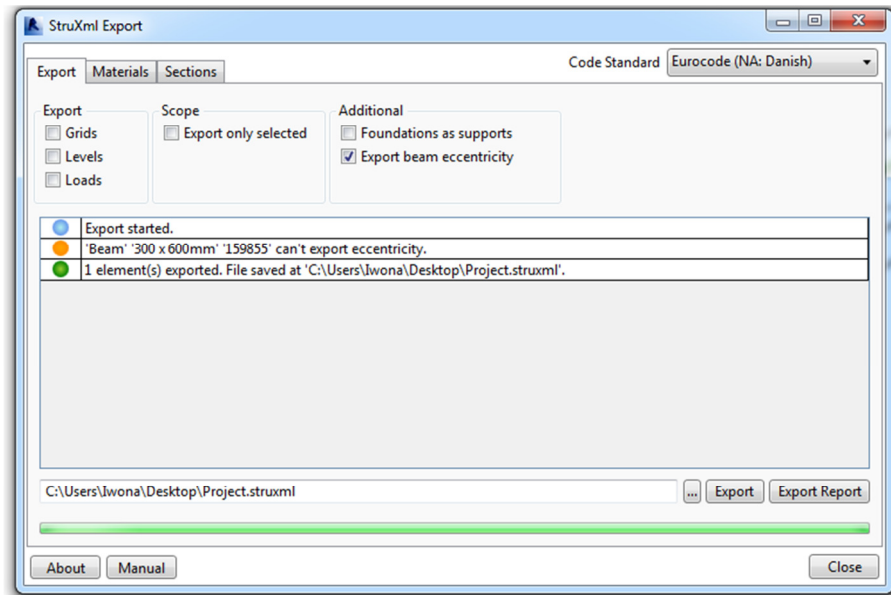 StruXml Export
Code Standard Eurocode (NA: Danish)
Export Materials Sections
Export Scope Additional
Grids Export only selected Foundations as supports
Levels Export beam eccentricity
Loads
Export started.
'Beam' '300 x 600mm' '159855' can't export eccentricity.
1 element(s) exported. File saved at 'C:\Users\Iwona\Desktop\Project.struxml'.
C:\Users\Iwona\Desktop\Project.struxml ... Export Export Report
About Manual Close